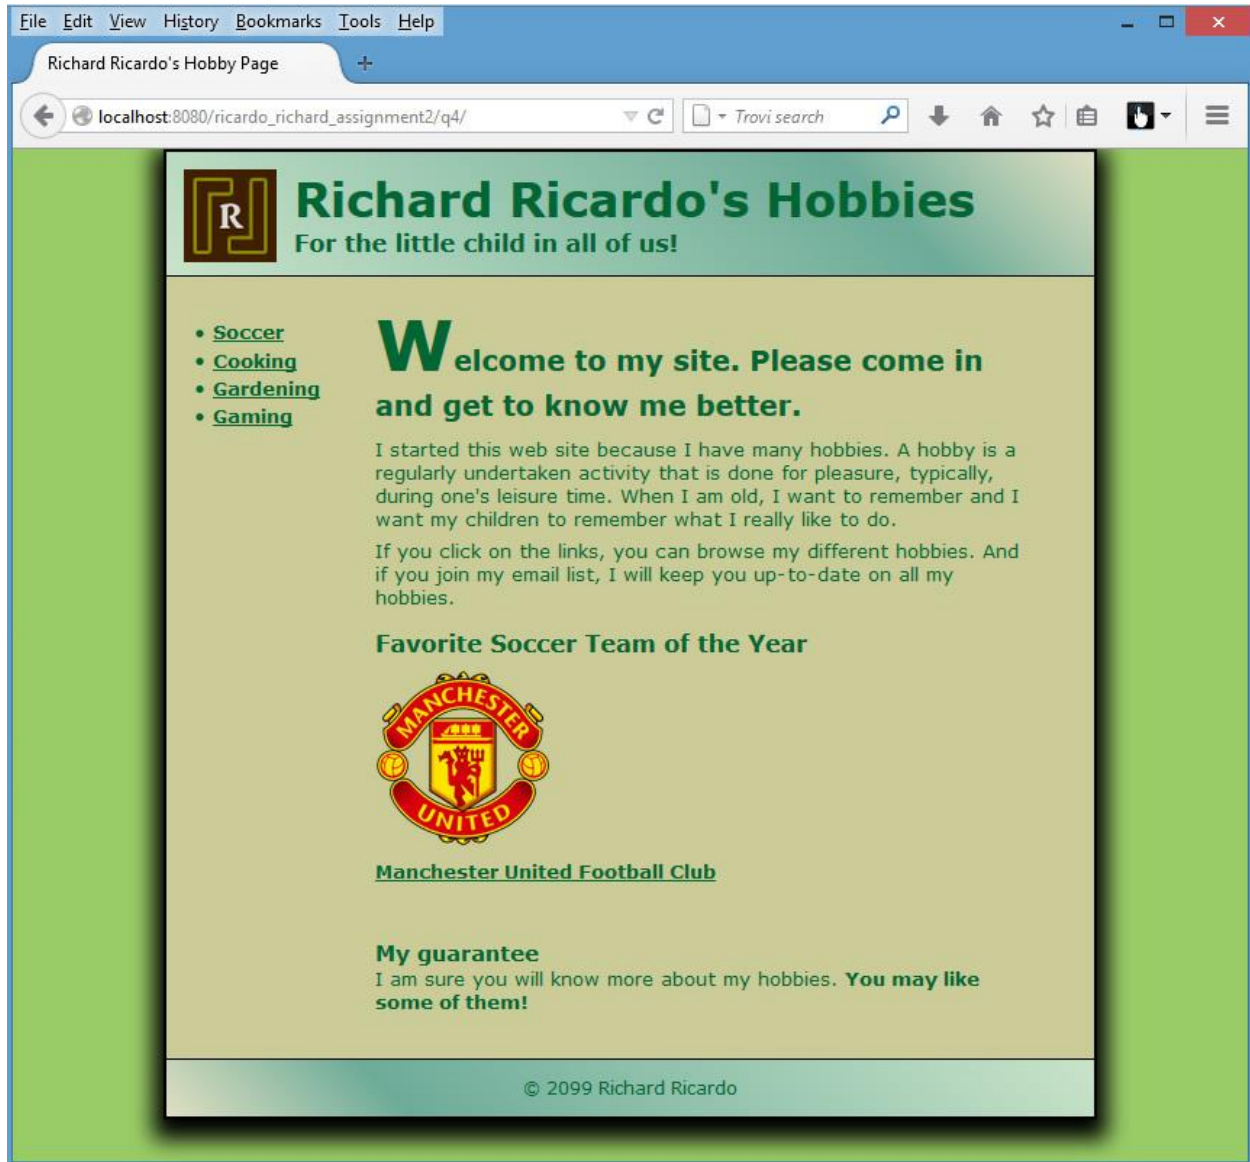 File Edit View History Bookmarks Tools Help
Richard Ricardo's Hobby Page
localhost:8080/ricardo_richard_assignment2/q4/
Trovi search
R
Richard Ricardo's Hobbies
For the little child in all of us!
• Soccer
• Cooking
• Gardening
• Gaming
Welcome to my site. Please come in
and get to know me better.
I started this web site because I have many hobbies. A hobby is a
regularly undertaken activity that is done for pleasure, typically,
during one's leisure time. When I am old, I want to remember and I
want my children to remember what I really like to do.
If you click on the links, you can browse my different hobbies. And
if you join my email list, I will keep you up-to-date on all my
hobbies.
Favorite Soccer Team of the Year
MANCHESTER
UNITED
Manchester United Football Club
My guarantee
I am sure you will know more about my hobbies. You may like
some of them!
© 2099 Richard Ricardo